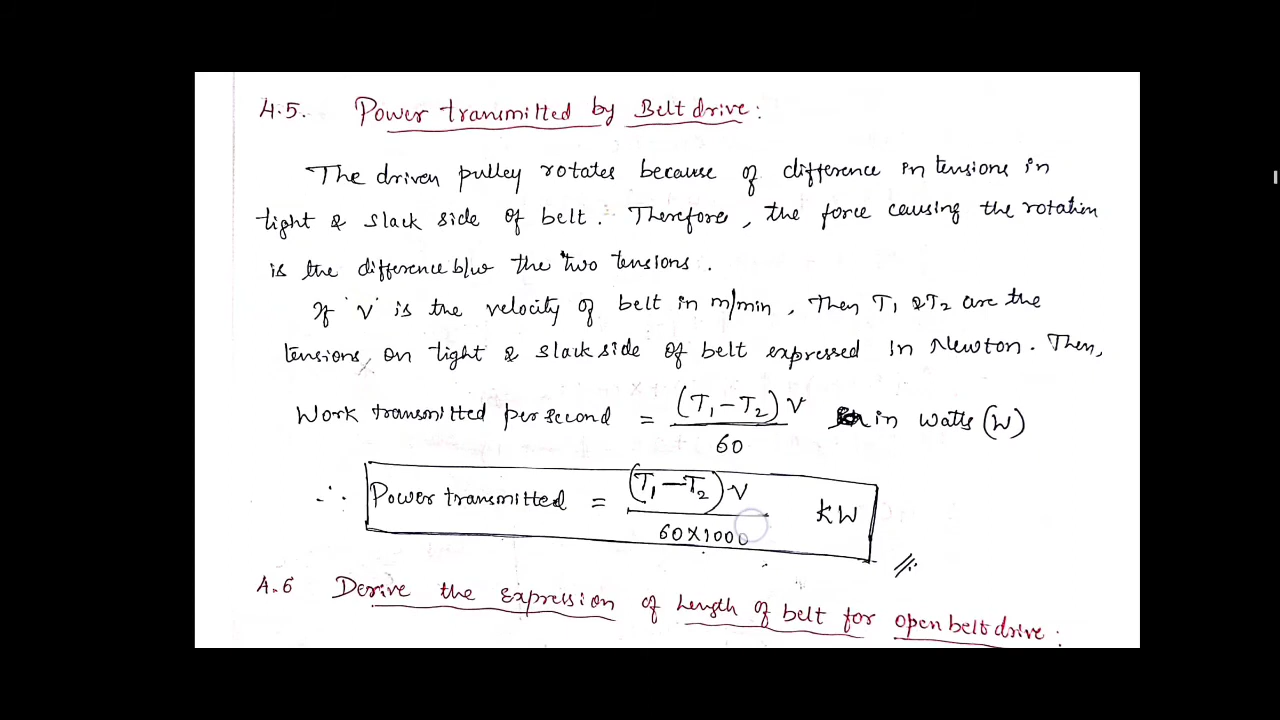 4.5. Power transmitted by Belt drive:
The driven pulley rotates because of difference in tensions in
tight & slack side of belt. Therefore, the force causing the rotation
is the difference b/w the two tensions.
If 'V' is the velocity of belt in m/min, Then T₁ & T₂ are the
tensions on tight & slack side of belt expressed in Newton. Then,
Work transmitted per second = (T₁-T₂) V / 60 in watts (W)
∴ Power transmitted = (T₁-T₂) V / 60×1000 kW
4.6 Derive the expression of Length of belt for open belt drive: